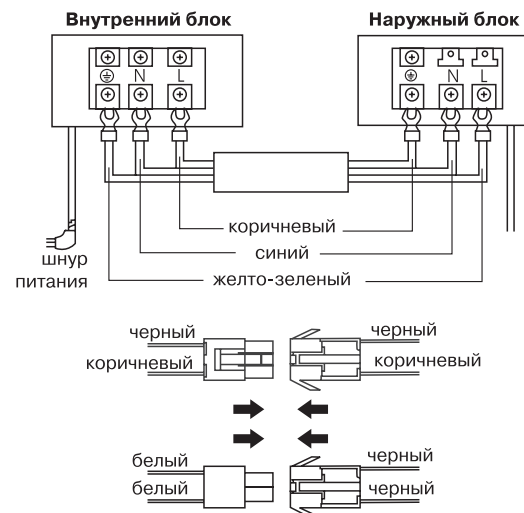 Внутренний блок
Наружный блок
N L
N L
коричневый
синий
желто-зеленый
шнур
питания
черный
коричневый
черный
коричневый
белый
белый
черный
черный